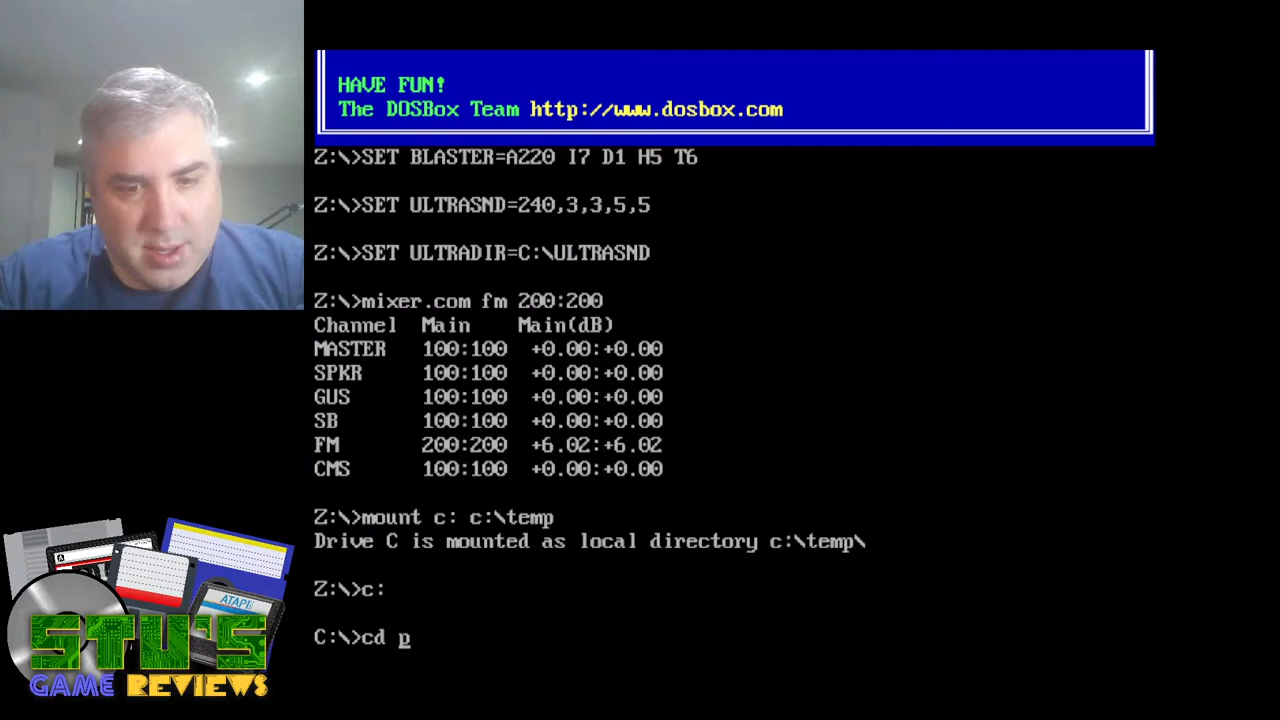 HAVE FUN!
The DOSBox Team http://www.dosbox.com
Z:\>SET BLASTER=A220 I7 D1 H5 T6
Z:\>SET ULTRASND=240,3,3,5,5
Z:\>SET ULTRADIR=C:\ULTRASND
Z:\>mixer.com fm 200:200
Channel Main Main(dB)
MASTER 100:100 +0.00:+0.00
SPKR 100:100 +0.00:+0.00
GUS 100:100 +0.00:+0.00
SB 100:100 +0.00:+0.00
FM 200:200 +6.02:+6.02
CMS 100:100 +0.00:+0.00
Z:\>mount c: c:\temp
Drive C is mounted as local directory c:\temp\
Z:\>c:
C:\>cd p
ATAPI
STU'S
GAME REVIEWS